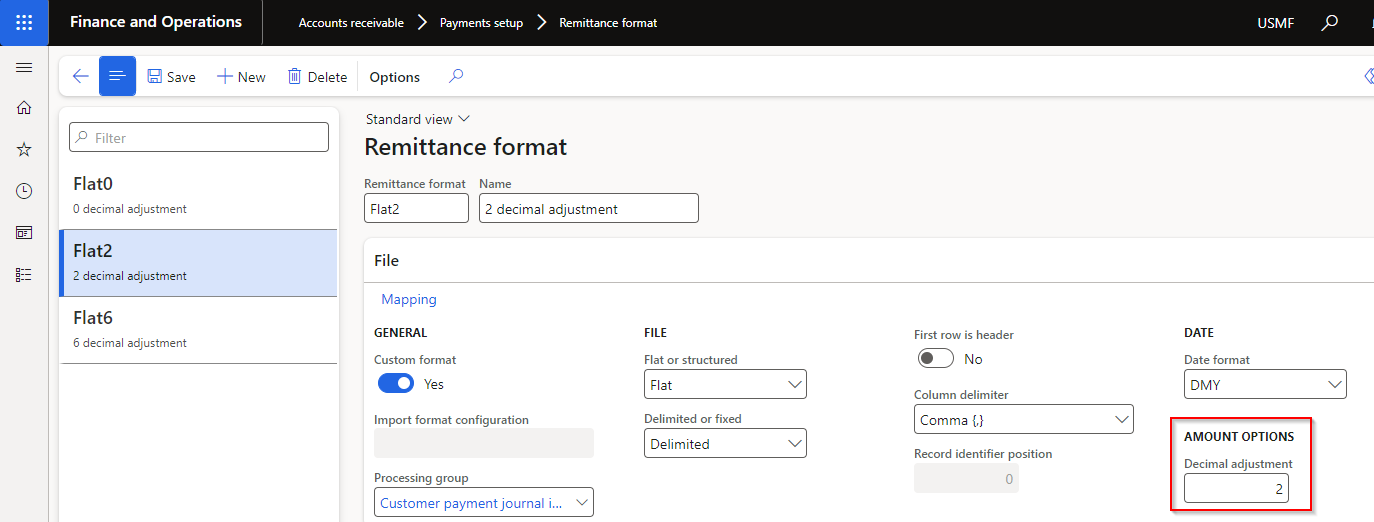 Finance and Operations
Accounts receivable > Payments setup > Remittance format
USMF
Save
New
Delete
Options
Filter
Flat0
0 decimal adjustment
Flat2
2 decimal adjustment
Flat6
6 decimal adjustment
Standard view
Remittance format
Remittance format Name
Flat2 2 decimal adjustment
File
Mapping
GENERAL
Custom format
Yes
Import format configuration
Processing group
Customer payment journal i...
FILE
Flat or structured
Flat
Delimited or fixed
Delimited
First row is header
No
Column delimiter
Comma {,}
Record identifier position
0
DATE
Date format
DMY
AMOUNT OPTIONS
Decimal adjustment
2